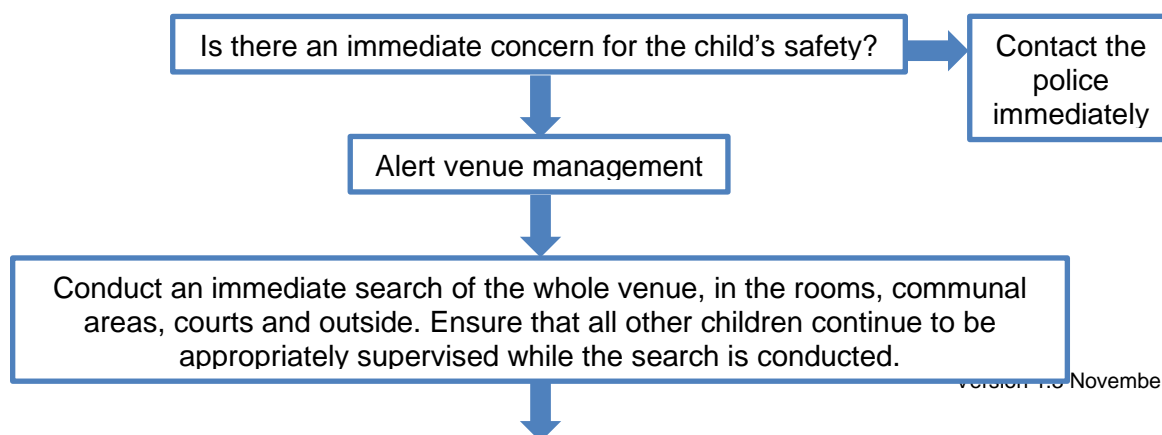 Is there an immediate concern for the child's safety?
Contact the
police
immediately
Alert venue management
Conduct an immediate search of the whole venue, in the rooms, communal
areas, courts and outside. Ensure that all other children continue to be
appropriately supervised while the search is conducted.